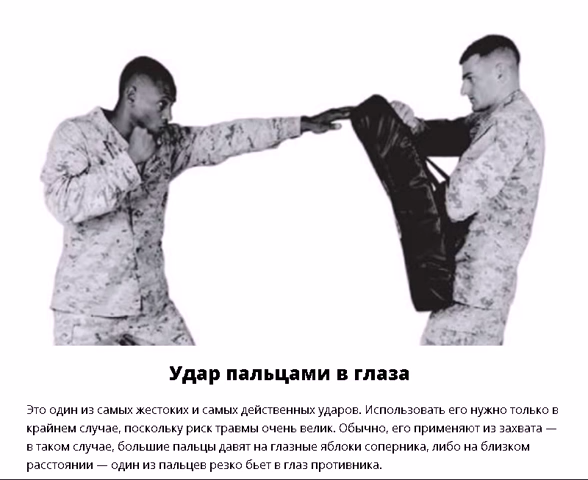 Удар пальцами в глаза
Это один из самых жестоких и самых действенных ударов. Использовать его нужно только в
крайнем случае, поскольку риск травмы очень велик. Обычно, его применяют из захвата —
в таком случае, большие пальцы давят на глазные яблоки соперника, либо на близком
расстоянии — один из пальцев резко бьет в глаз противника.